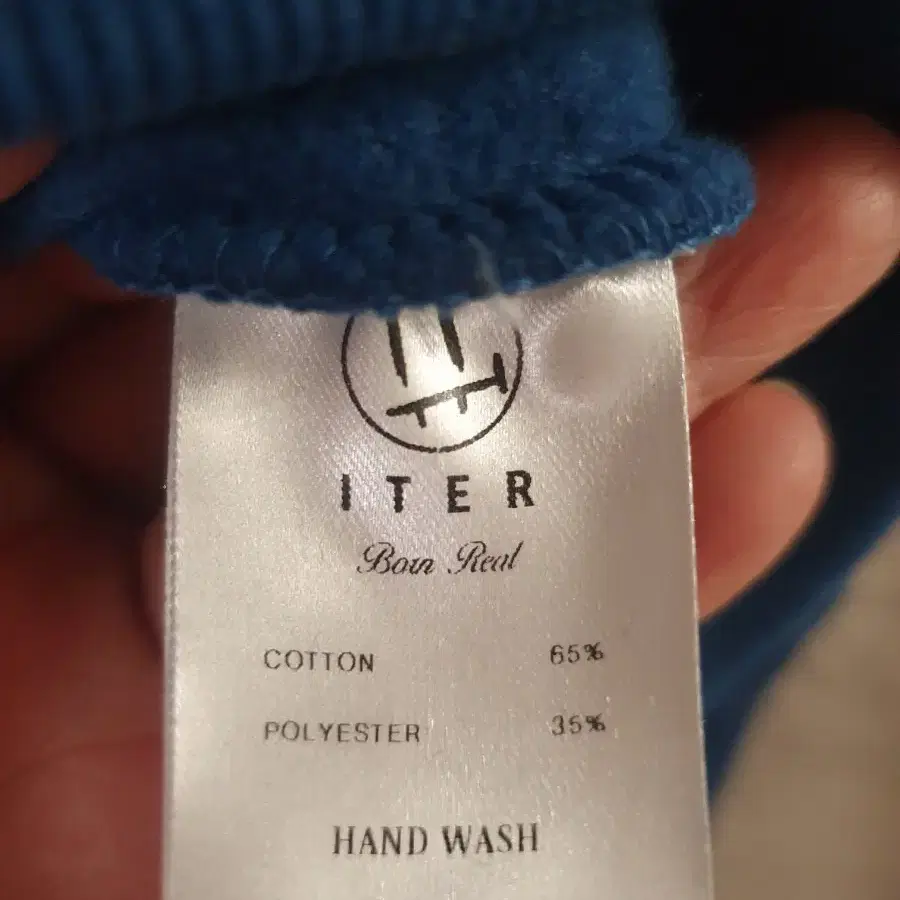 ITER
Born Real
COTTON 65%
POLYESTER 35%
HAND WASH